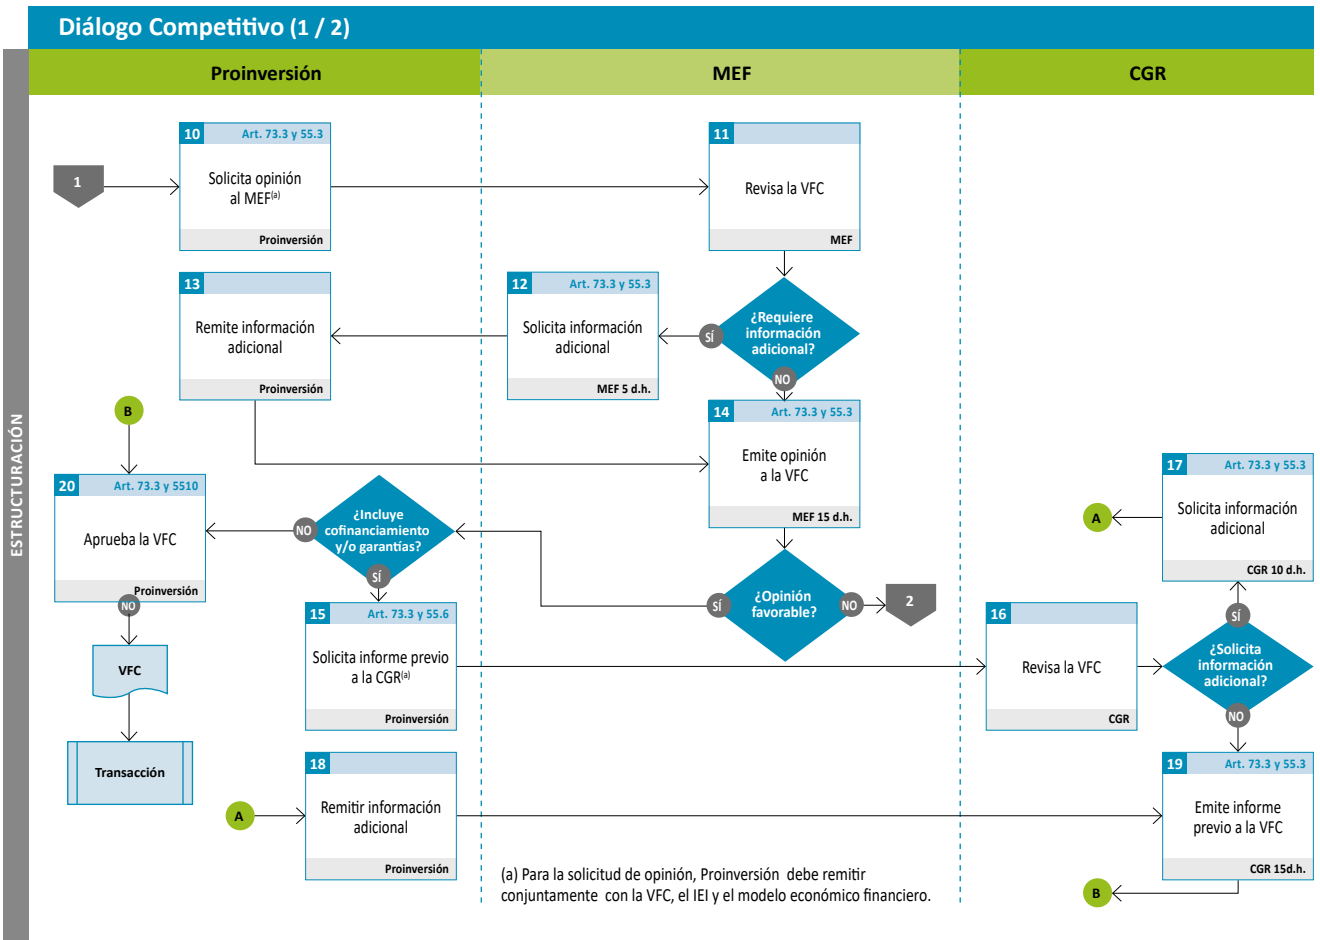 Diálogo Competitivo (1 / 2)
Proinversión
MEF
CGR
ESTRUCTURACIÓN
1
10
Art. 73.3 y 55.3
Solicita opinión
al MEF(a)
Proinversión
11
Revisa la VFC
MEF
13
Remite información
adicional
Proinversión
12
Art. 73.3 y 55.3
Solicita información
adicional
MEF 5 d.h.
¿Requiere
información
adicional?
SÍ
NO
14
Art. 73.3 y 55.3
Emite opinión
a la VFC
MEF 15 d.h.
B
20
Art. 73.3 y 5510
Aprueba la VFC
Proinversión
NO
VFC
Transacción
¿Incluye
cofinanciamiento
y/o garantías?
NO
SÍ
¿Opinión
favorable?
SÍ
NO
2
17
Art. 73.3 y 55.3
Solicita información
adicional
CGR 10 d.h.
A
15
Art. 73.3 y 55.6
Solicita informe previo
a la CGR(a)
Proinversión
16
Revisa la VFC
CGR
SÍ
¿Solicita
información
adicional?
NO
A
18
Remitir información
adicional
Proinversión
19
Art. 73.3 y 55.3
Emite informe
previo a la VFC
CGR 15d.h.
B
(a) Para la solicitud de opinión, Proinversión debe remitir
conjuntamente con la VFC, el IEI y el modelo económico financiero.